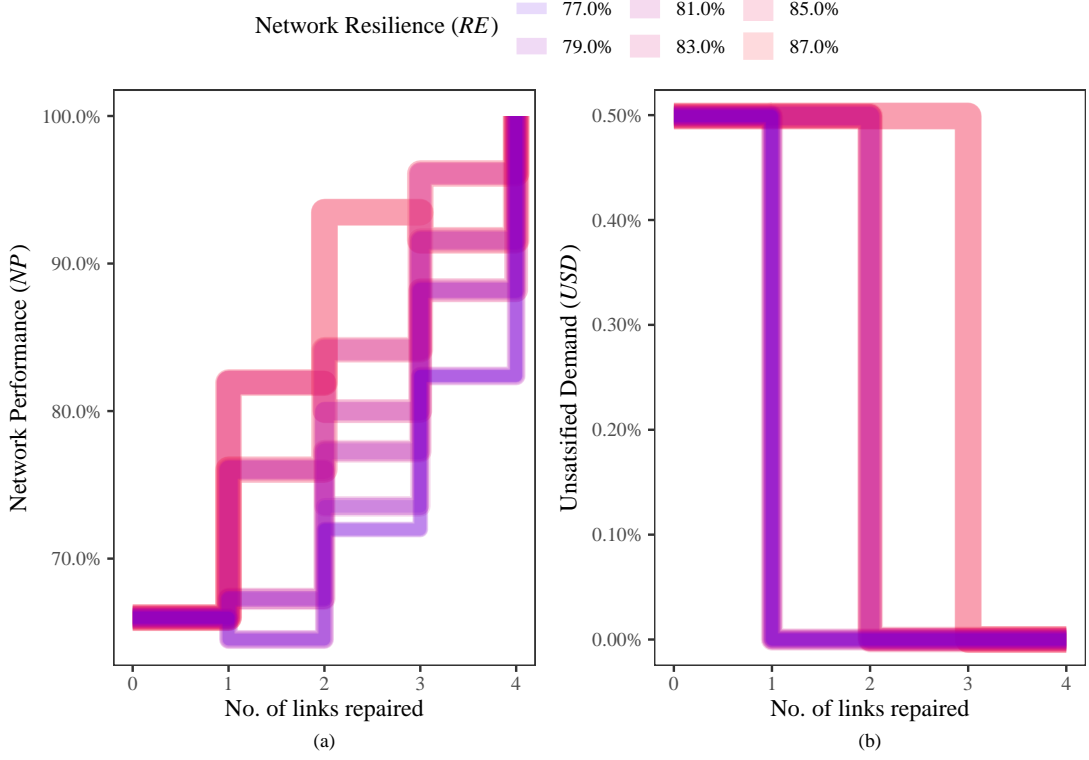 Network Resilience (RE)
77.0% 81.0% 85.0%
79.0% 83.0% 87.0%
Network Performance (NP)
100.0%
90.0%
80.0%
70.0%
0 1 2 3 4
No. of links repaired
(a)
Unsatsified Demand (USD)
0.50%
0.40%
0.30%
0.20%
0.10%
0.00%
0 1 2 3 4
No. of links repaired
(b)